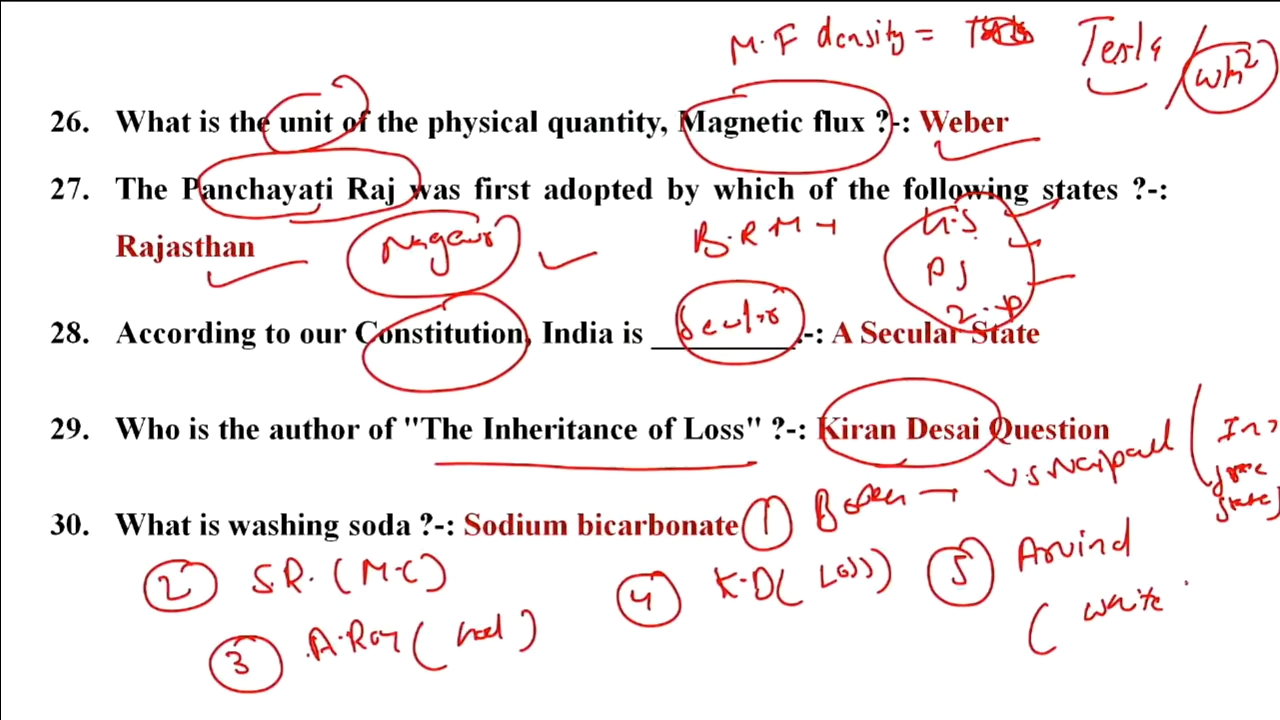 M.F density = Tesla / wb/m2
26. What is the unit of the physical quantity, Magnetic flux ?-: Weber
27. The Panchayati Raj was first adopted by which of the following states ?-:
Rajasthan Nagaur B.R.M
PS
28. According to our Constitution, India is __________.-: A Secular State
29. Who is the author of "The Inheritance of Loss" ?-: Kiran Desai Question
V.S Naipaul
30. What is washing soda ?-: Sodium bicarbonate 1
2 S.R. (M.C) 4 K.D( Loss) 5 Arvind
3 A.Roy ( ( white